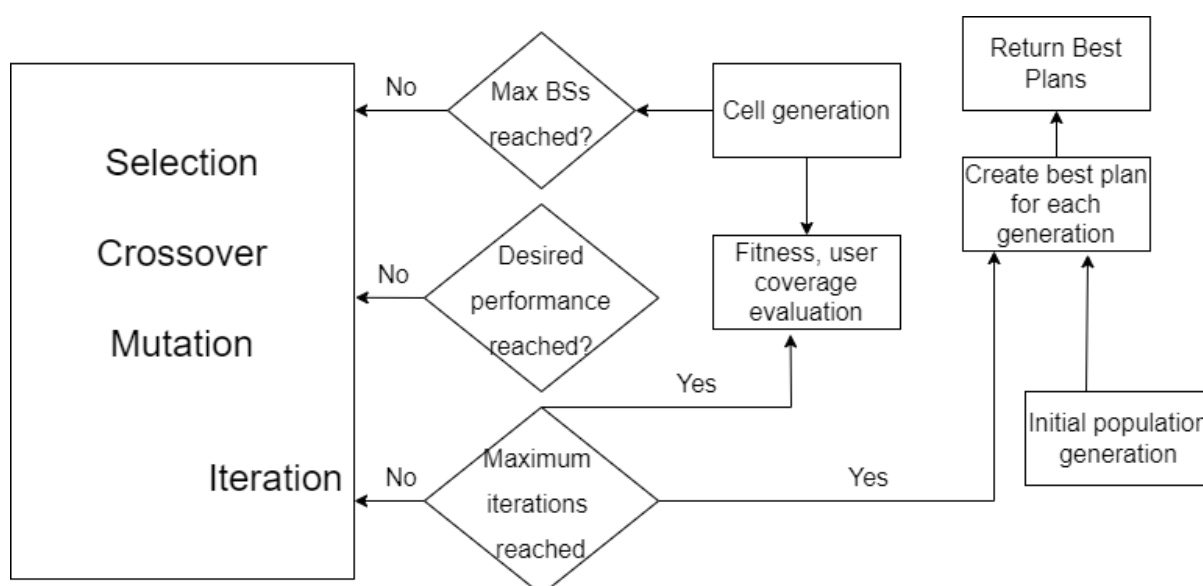 No
Max BSs
reached?
Cell generation
Return Best
Plans
Selection
Crossover
Mutation
Iteration
Create best plan
for each
generation
No
Desired
performance
reached?
Fitness, user
coverage
evaluation
Yes
No
Maximum
iterations
reached
Yes
Initial population
generation